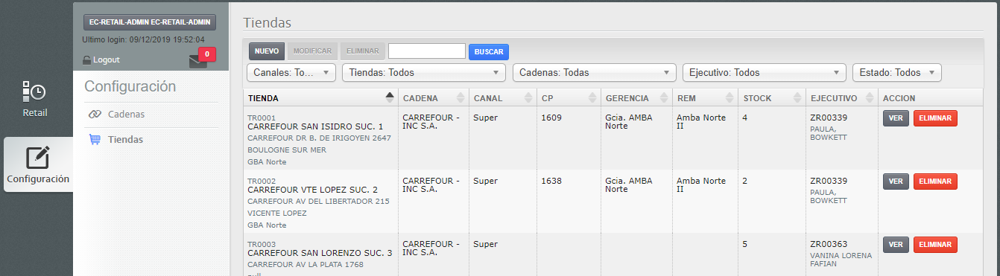 EC-RETAIL-ADMIN EC-RETAIL-ADMIN
Ultimo login: 09/12/2019 19:52:04
Logout
0
Retail
Configuración
Configuración
Cadenas
Tiendas
Tiendas
NUEVO MODIFICAR ELIMINAR BUSCAR
Canales: To... Tiendas: Todos Cadenas: Todas Ejecutivo: Todos Estado: Todos
TIENDA CADENA CANAL CP GERENCIA REM STOCK EJECUTIVO ACCION
TR0001
CARREFOUR SAN ISIDRO SUC. 1
CARREFOUR DR B. DE IRIGOYEN 2647
BOULOGNE SUR MER
GBA Norte
CARREFOUR -
INC S.A.
Super
1609
Gcia. AMBA
Norte
Amba Norte
II
4
ZR00339
PAULA,
BOWKETT
VER ELIMINAR
TR0002
CARREFOUR VTE LOPEZ SUC. 2
CARREFOUR AV DEL LIBERTADOR 215
VICENTE LOPEZ
GBA Norte
CARREFOUR -
INC S.A.
Super
1638
Gcia. AMBA
Norte
Amba Norte
II
2
ZR00339
PAULA,
BOWKETT
VER ELIMINAR
TR0003
CARREFOUR SAN LORENZO SUC. 3
CARREFOUR AV LA PLATA 1768
null
CARREFOUR -
INC S.A.
Super
5
ZR00363
VANINA LORENA
FAFIAN
VER ELIMINAR